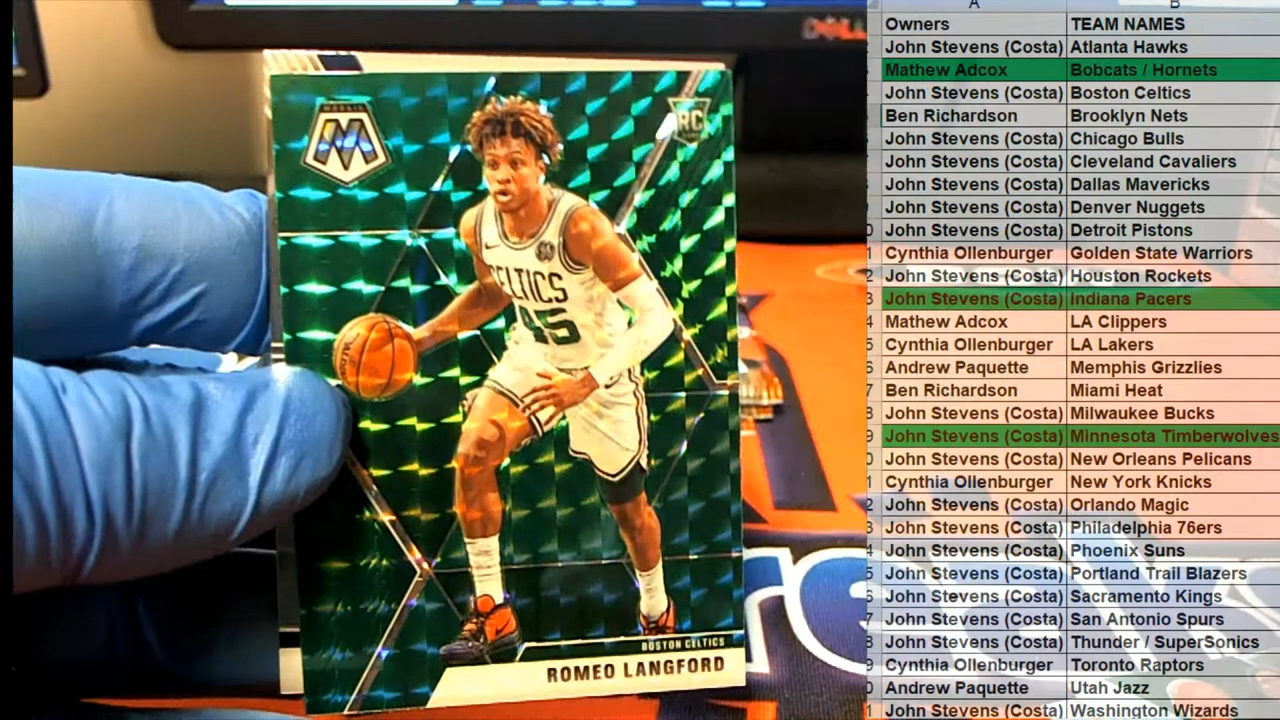 DELL
MOSAIC
M
RC
CELTICS
45
BOSTON CELTICS
ROMEO LANGFORD
A B
Owners TEAM NAMES
John Stevens (Costa) Atlanta Hawks
Mathew Adcox Bobcats / Hornets
John Stevens (Costa) Boston Celtics
Ben Richardson Brooklyn Nets
John Stevens (Costa) Chicago Bulls
John Stevens (Costa) Cleveland Cavaliers
John Stevens (Costa) Dallas Mavericks
John Stevens (Costa) Denver Nuggets
John Stevens (Costa) Detroit Pistons
Cynthia Ollenburger Golden State Warriors
John Stevens (Costa) Houston Rockets
John Stevens (Costa) Indiana Pacers
Mathew Adcox LA Clippers
Cynthia Ollenburger LA Lakers
Andrew Paquette Memphis Grizzlies
Ben Richardson Miami Heat
John Stevens (Costa) Milwaukee Bucks
John Stevens (Costa) Minnesota Timberwolves
John Stevens (Costa) New Orleans Pelicans
Cynthia Ollenburger New York Knicks
John Stevens (Costa) Orlando Magic
John Stevens (Costa) Philadelphia 76ers
John Stevens (Costa) Phoenix Suns
John Stevens (Costa) Portland Trail Blazers
John Stevens (Costa) Sacramento Kings
John Stevens (Costa) San Antonio Spurs
John Stevens (Costa) Thunder / SuperSonics
Cynthia Ollenburger Toronto Raptors
Andrew Paquette Utah Jazz
John Stevens (Costa) Washington Wizards